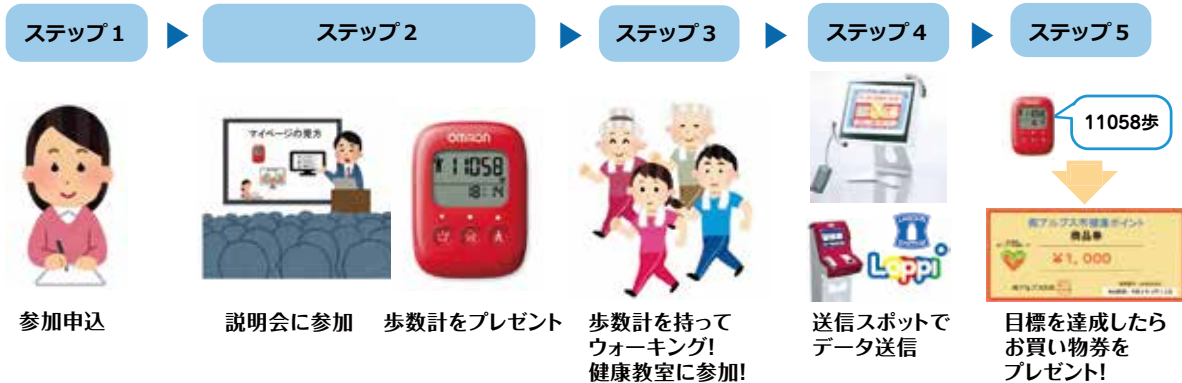 ステップ1
ステップ2
ステップ3
ステップ4
ステップ5
マイページの見方
OMRON
11058
18:14
LAWSON
STATION
Loppi
11058歩
南アルプス市健康ポイント
商品券
¥1,000
参加申込
説明会に参加
歩数計をプレゼント
歩数計を持って
ウォーキング!
健康教室に参加!
送信スポットで
データ送信
目標を達成したら
お買い物券を
プレゼント!